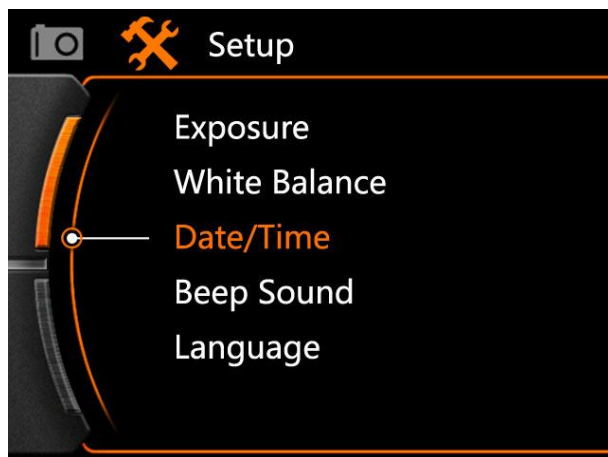 Setup
Exposure
White Balance
Date/Time
Beep Sound
Language